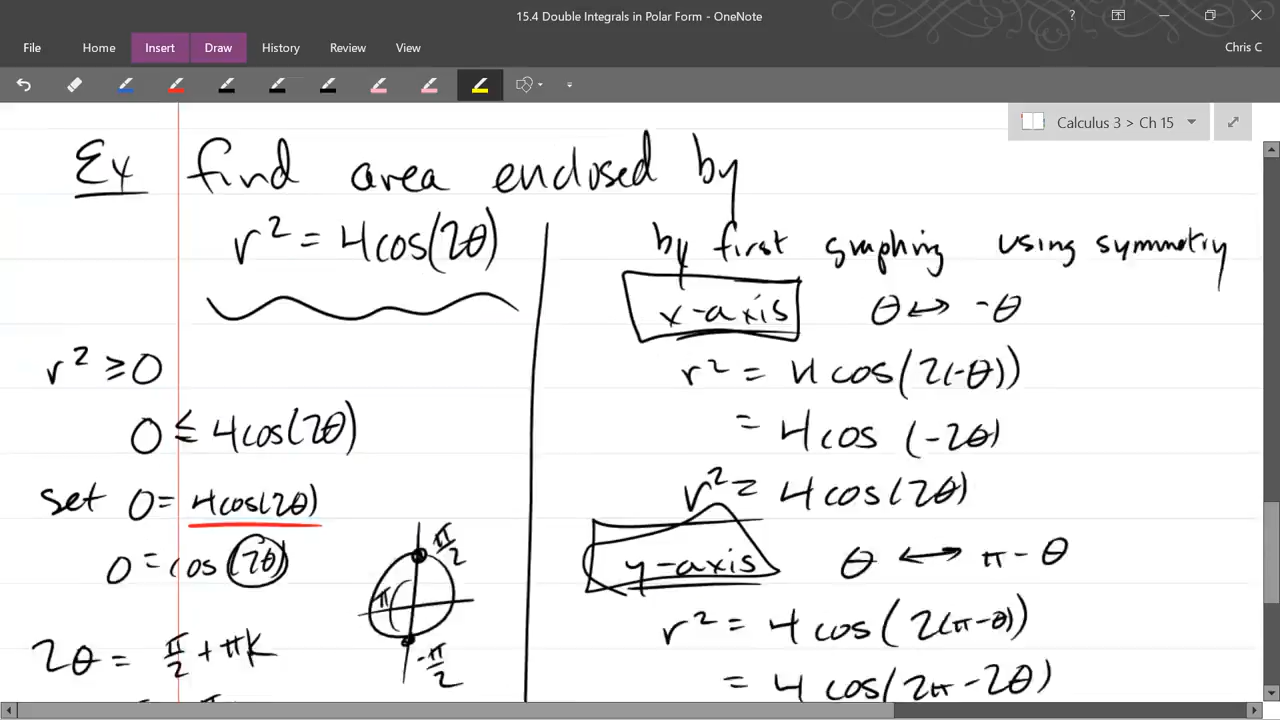 15.4 Double Integrals in Polar Form - OneNote
File Home Insert Draw History Review View Chris C
Calculus 3 > Ch 15
Ex find area enclosed by
r² = 4cos(2θ)
r² ≥ 0
0 ≤ 4cos(2θ)
set 0 = 4cos(2θ)
0 = cos(2θ)
π/2
π
-π/2
2θ = π/2 + πK
by first graphing using symmetry
x-axis θ ↔ -θ
r² = 4cos(2(-θ))
= 4cos(-2θ)
r² = 4cos(2θ)
y-axis θ ↔ π-θ
r² = 4cos(2(π-θ))
= 4cos(2π-2θ)